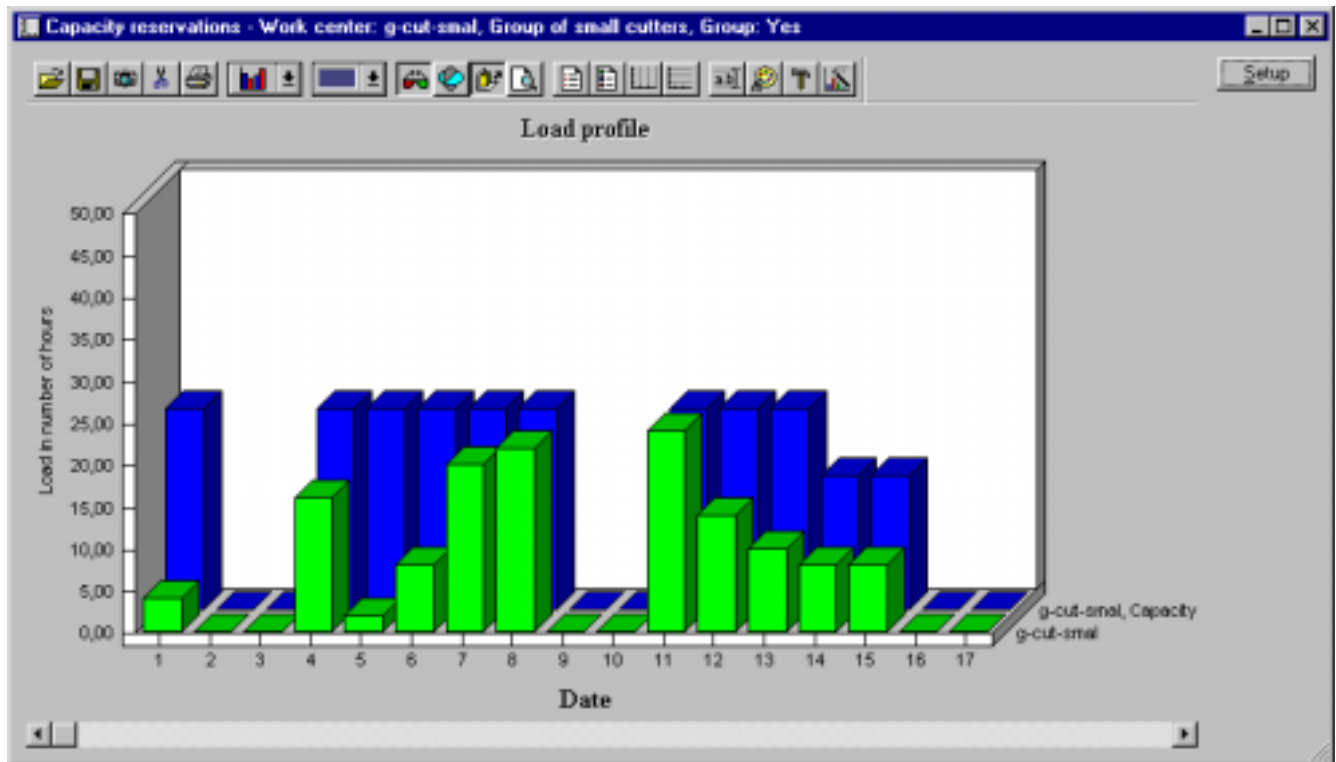 Capacity reservations - Work center: g-cut-smal, Group of small cutters, Group: Yes
Setup
Load profile
50,00
45,00
40,00
35,00
30,00
25,00
20,00
15,00
10,00
5,00
0,00
Load in number of hours
g-cut-smal, Capacity
g-cut-smal
1 2 3 4 5 6 7 8 9 10 11 12 13 14 15 16 17
Date